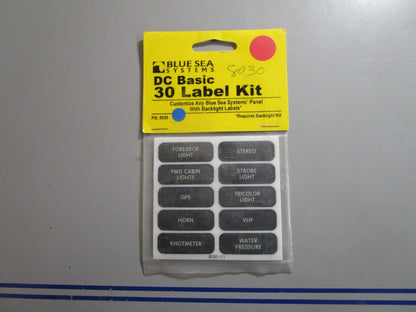 BLUE SEA
SYSTEMS
8030
DC Basic
30 Label Kit
Customize Any Blue Sea Systems' Panel
With Backlight Labels*
PN: 8030
*Requires Backlight Kit
FOREDECK
LIGHT
STEREO
FWD CABIN
LIGHTS
STROBE
LIGHT
GPS
TRICOLOR
LIGHT
HORN
VHF
KNOTMETER
WATER
PRESSURE